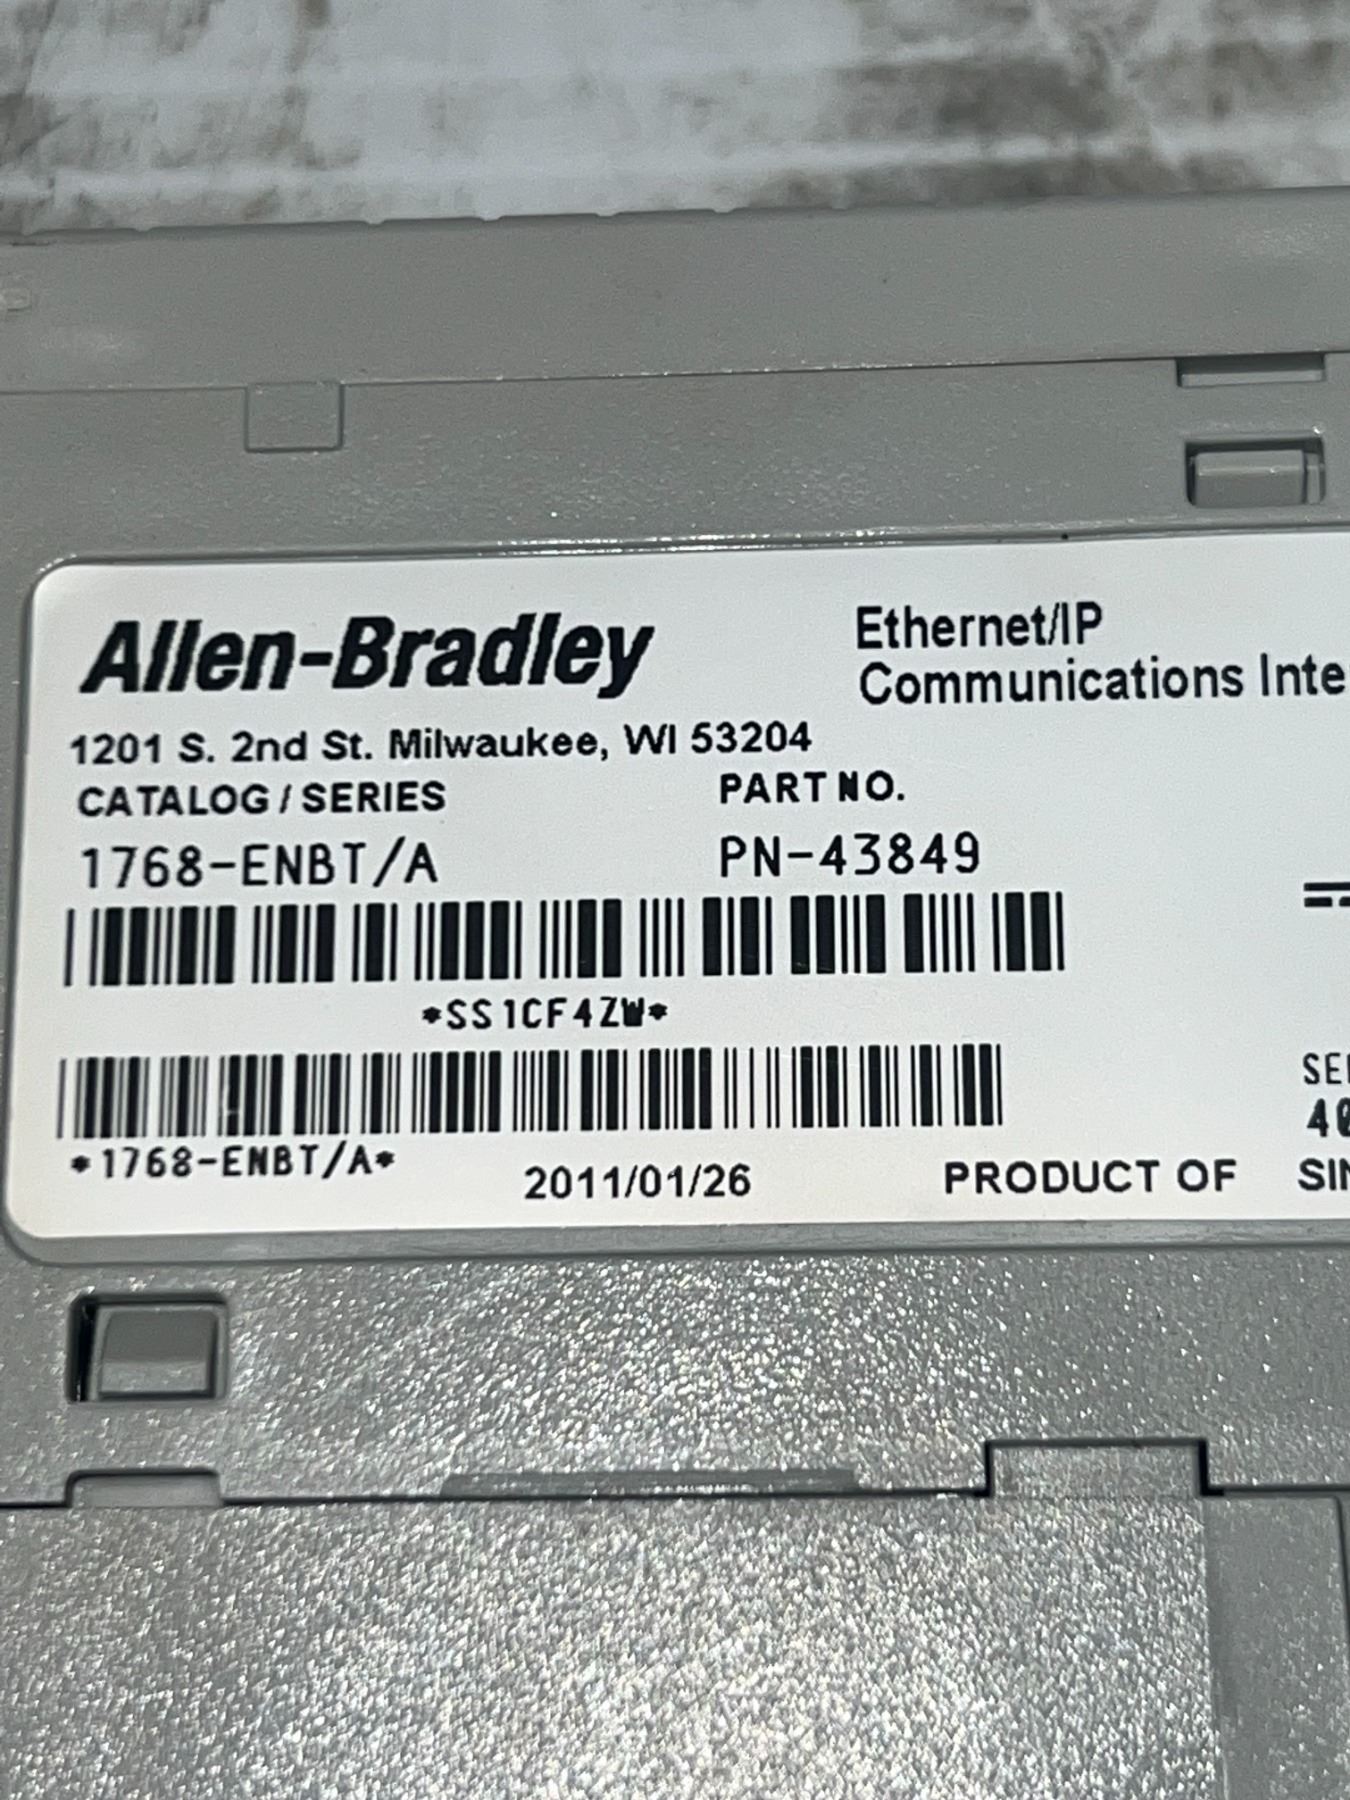 Allen-Bradley
Ethernet/IP
Communications Inte
1201 S. 2nd St. Milwaukee, WI 53204
CATALOG / SERIES
PART NO.
1768-ENBT/A
PN-43849
*SS1CF4ZW*
*1768-ENBT/A*
2011/01/26
PRODUCT OF